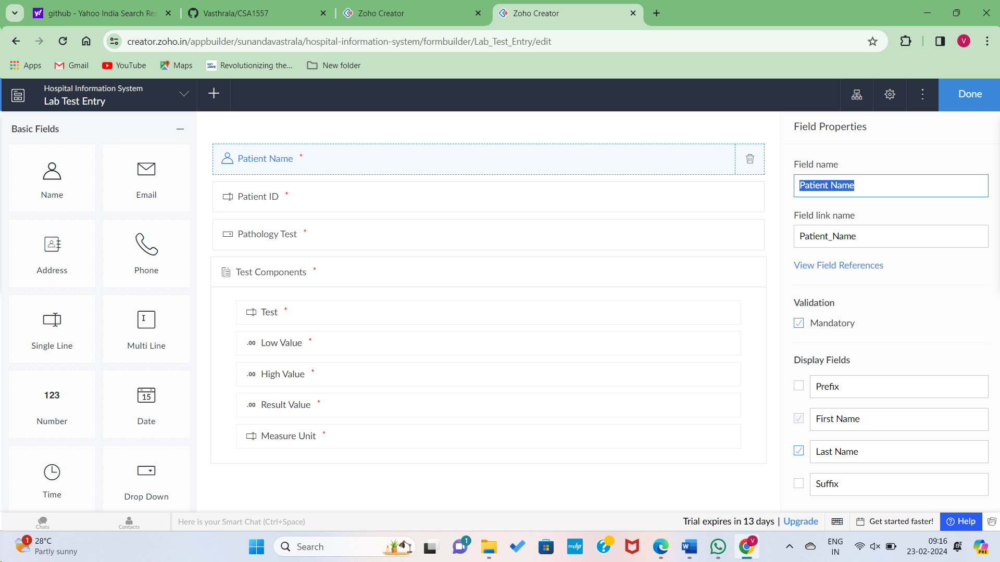 github - Yahoo India Search Res
Vasthrala/CSA1557
Zoho Creator
Zoho Creator
creator.zoho.in/appbuilder/sunandavastrala/hospital-information-system/formbuilder/Lab_Test_Entry/edit
V
Apps
Gmail
YouTube
Maps
Revolutionizing the...
New folder
Hospital Information System
Lab Test Entry
Done
Basic Fields
Name
Email
Address
Phone
Single Line
Multi Line
123
Number
15
Date
Time
Drop Down
Patient Name *
Patient ID *
Pathology Test *
Test Components *
Test *
.00 Low Value *
.00 High Value *
.00 Result Value *
Measure Unit *
Field Properties
Field name
Patient Name
Field link name
Patient_Name
View Field References
Validation
Mandatory
Display Fields
Prefix
First Name
Last Name
Suffix
Chats
Contacts
Here is your Smart Chat (Ctrl+Space)
Trial expires in 13 days | Upgrade
Get started faster!
Help
1
28°C
Partly sunny
Search
1
myhp
W
V
ENG
IN
09:16
23-02-2024
PRE